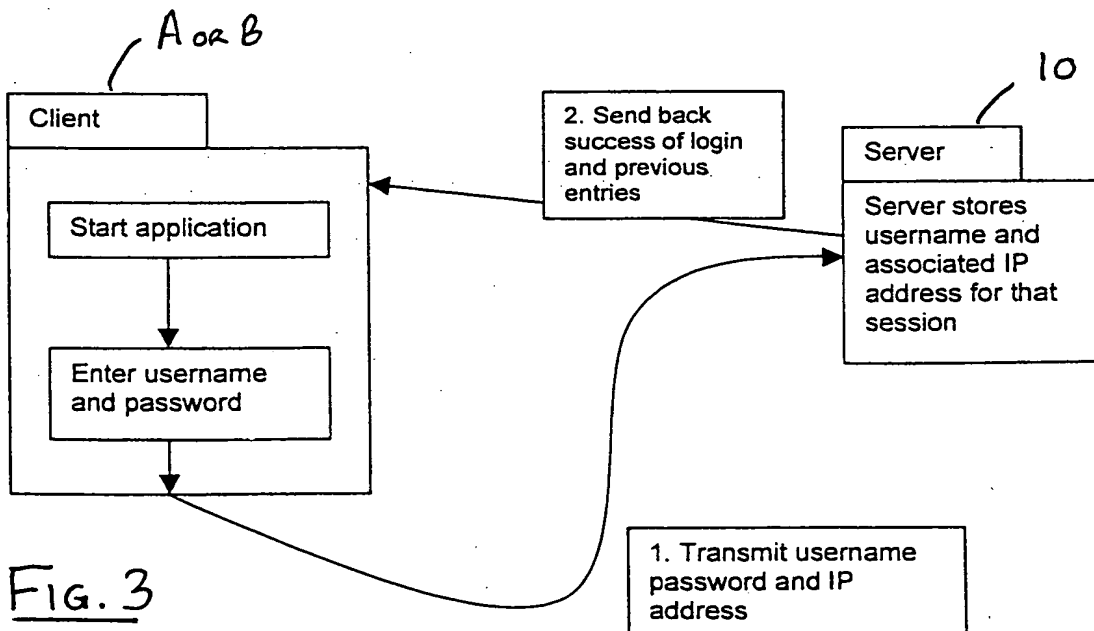 A or B
10
Client
2. Send back
success of login
and previous
entries
Server
Start application
Server stores
username and
associated IP
address for that
session
Enter username
and password
1. Transmit username
password and IP
address
FIG. 3